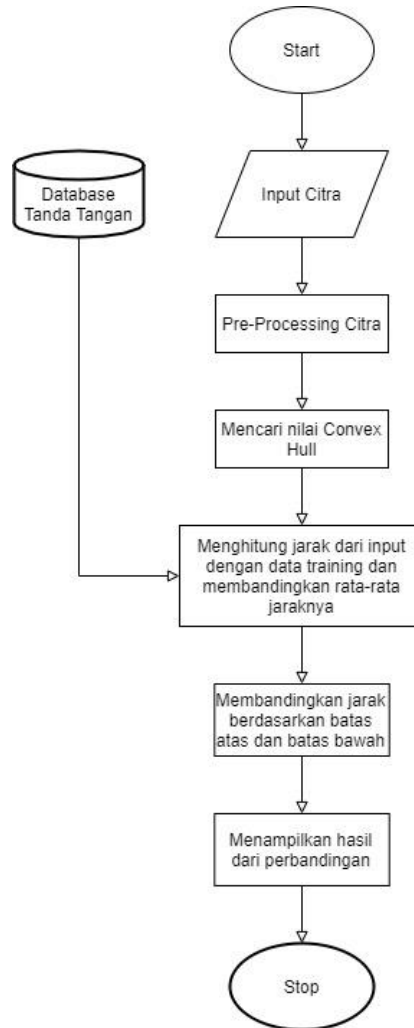 Start
Database
Tanda Tangan
Input Citra
Pre-Processing Citra
Mencari nilai Convex
Hull
Menghitung jarak dari input
dengan data training dan
membandingkan rata-rata
jaraknya
Membandingkan jarak
berdasarkan batas
atas dan batas bawah
Menampilkan hasil
dari perbandingan
Stop